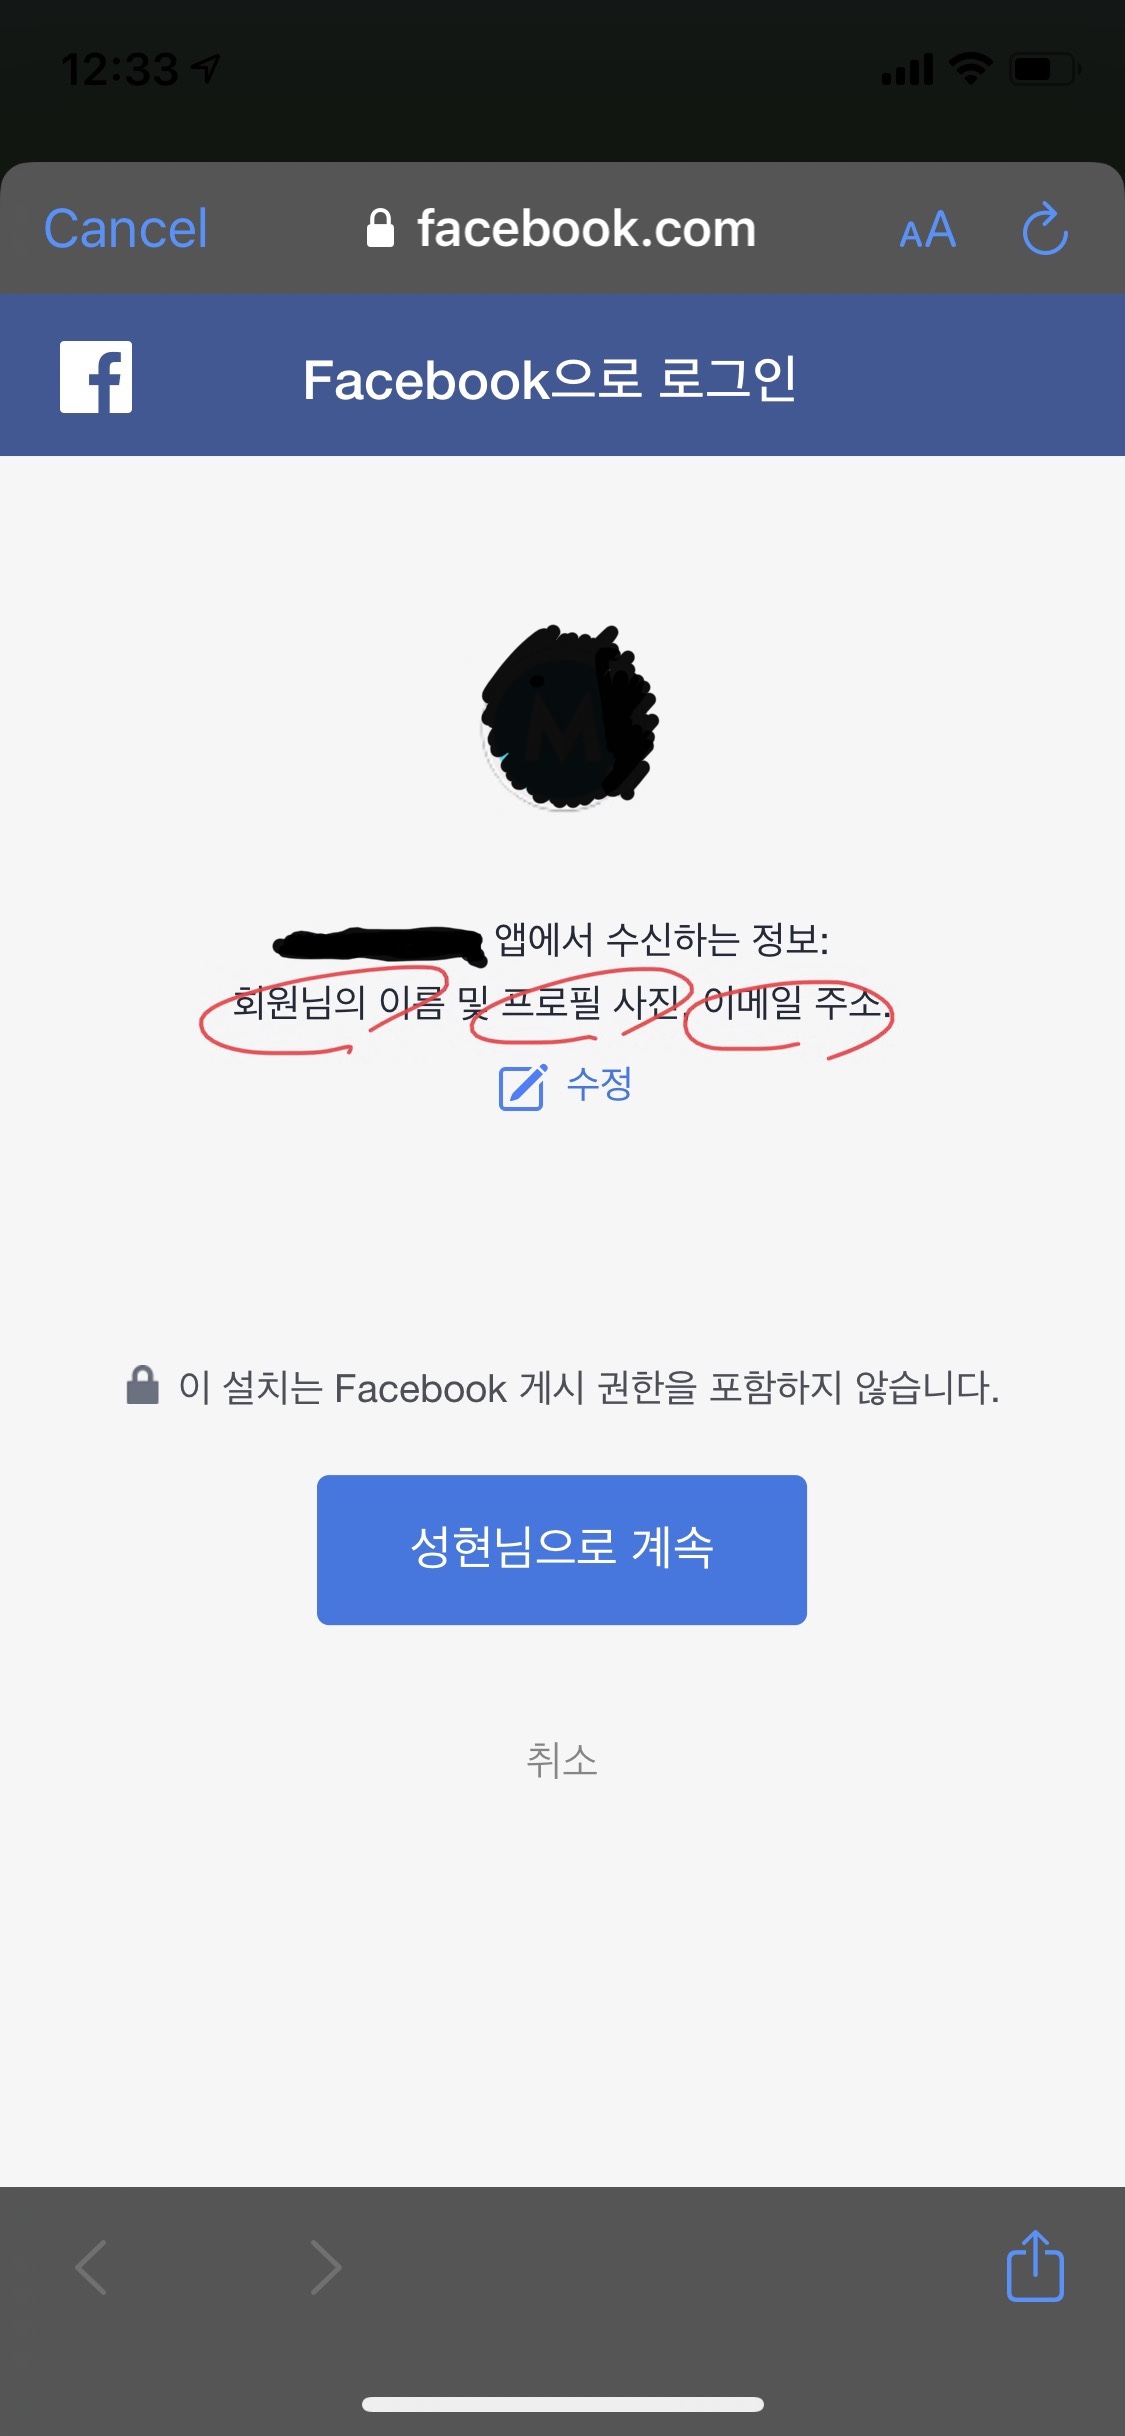 12:33
Cancel facebook.com AA
Facebook으로 로그인
M
앱에서 수신하는 정보:
회원님의 이름 및 프로필 사진, 이메일 주소.
수정
이 설치는 Facebook 게시 권한을 포함하지 않습니다.
성현님으로 계속
취소